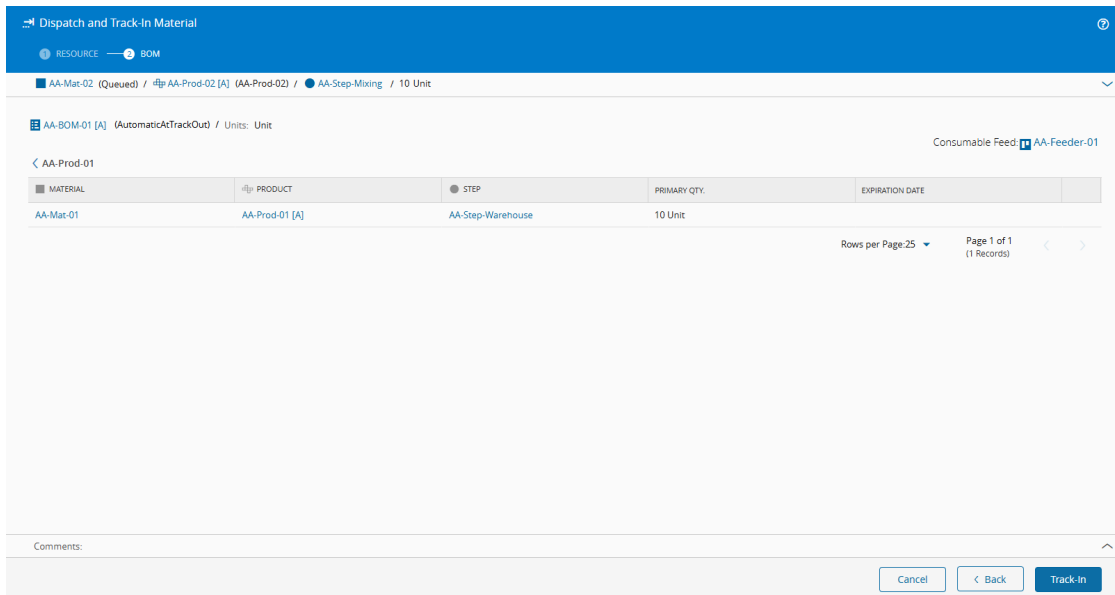 Dispatch and Track-In Material
1 RESOURCE 2 BOM
AA-Mat-02 (Queued) / AA-Prod-02 [A] (AA-Prod-02) / AA-Step-Mixing / 10 Unit
AA-BOM-01 [A] (AutomaticAtTrackOut) / Units: Unit
Consumable Feed: AA-Feeder-01
AA-Prod-01
MATERIAL PRODUCT STEP PRIMARY QTY. EXPIRATION DATE
AA-Mat-01 AA-Prod-01 [A] AA-Step-Warehouse 10 Unit
Rows per Page:25 Page 1 of 1
(1 Records)
Comments:
Cancel Back Track-In